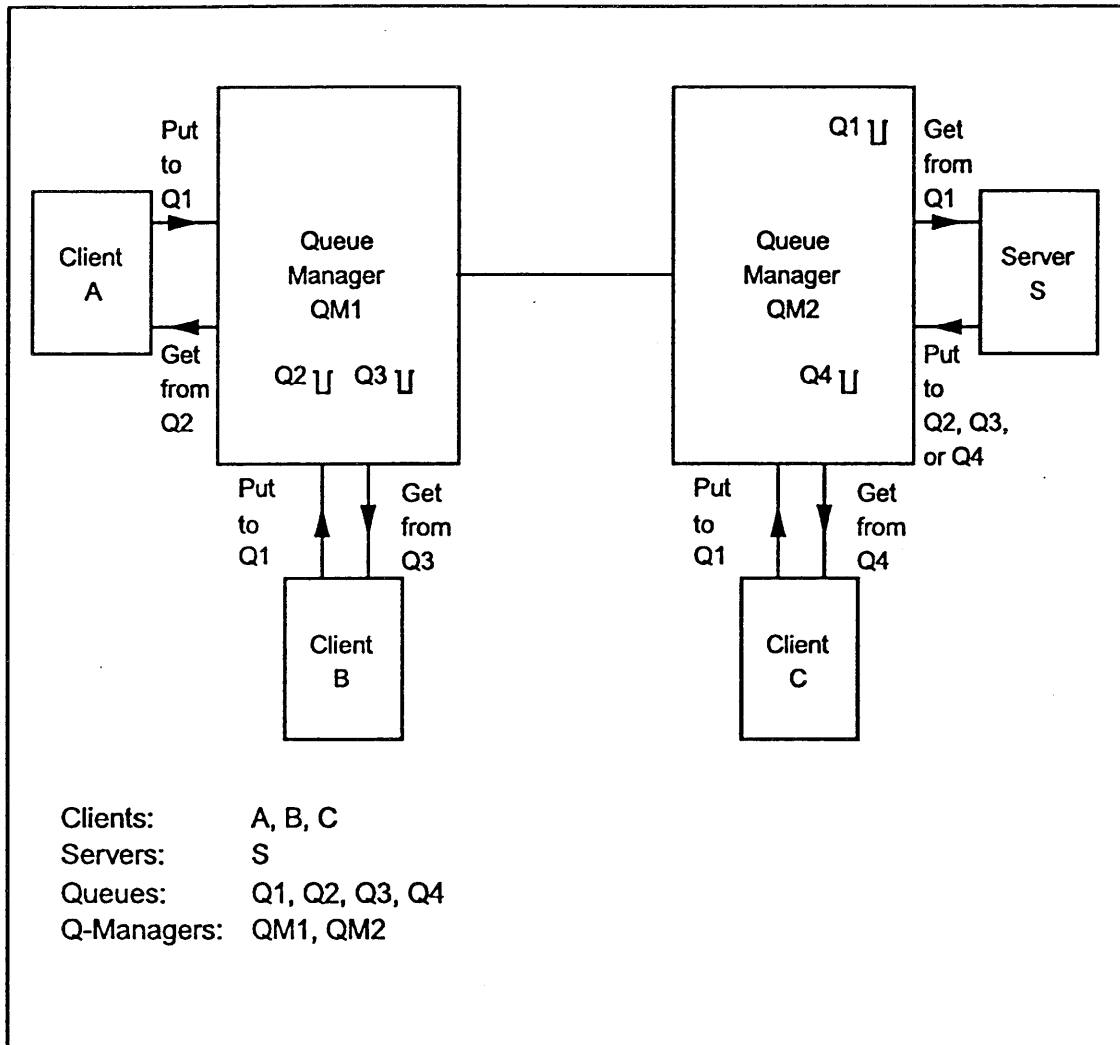 Put
to
Q1
Client
A
Get
from
Q2
Queue
Manager
QM1
Q2
Q3
Put
to
Q1
Get
from
Q3
Client
B
Q1
Queue
Manager
QM2
Q4
Get
from
Q1
Server
S
Put
to
Q2, Q3,
or Q4
Put
to
Q1
Get
from
Q4
Client
C
Clients: A, B, C
Servers: S
Queues: Q1, Q2, Q3, Q4
Q-Managers: QM1, QM2